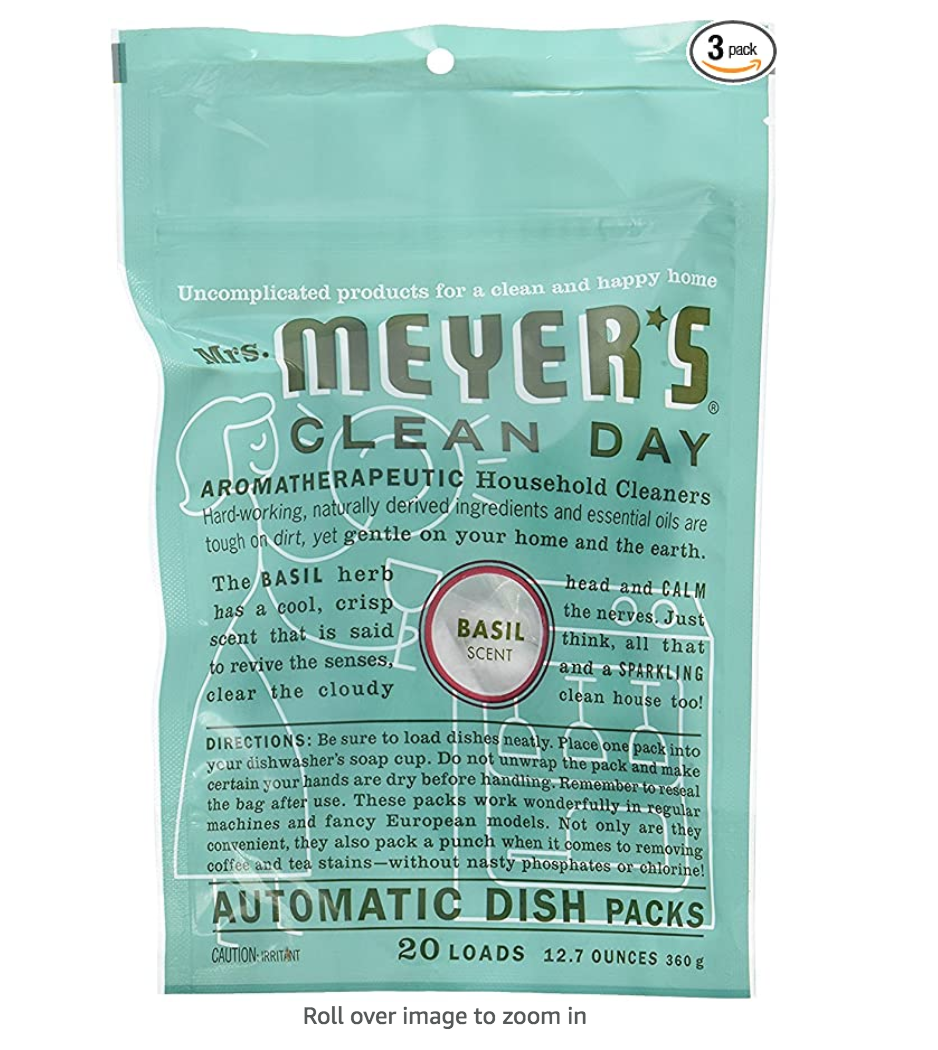 3 pack
Uncomplicated products for a clean and happy home
Mrs. MEYER'S®
CLEAN DAY
AROMATHERAPEUTIC Household Cleaners
Hard-working, naturally derived ingredients and essential oils are
tough on dirt, yet gentle on your home and the earth.
The BASIL herb
has a cool, crisp
scent that is said
to revive the senses,
clear the cloudy
BASIL
SCENT
head and CALM
the nerves. Just
think, all that
and a SPARKLING
clean house too!
DIRECTIONS: Be sure to load dishes neatly. Place one pack into
your dishwasher's soap cup. Do not unwrap the pack and make
certain your hands are dry before handling. Remember to reseal
the bag after use. These packs work wonderfully in regular
machines and fancy European models. Not only are they
convenient, they also pack a punch when it comes to removing
coffee and tea stains—without nasty phosphates or chlorine!
AUTOMATIC DISH PACKS
CAUTION: IRRITANT 20 LOADS 12.7 OUNCES 360 g
Roll over image to zoom in